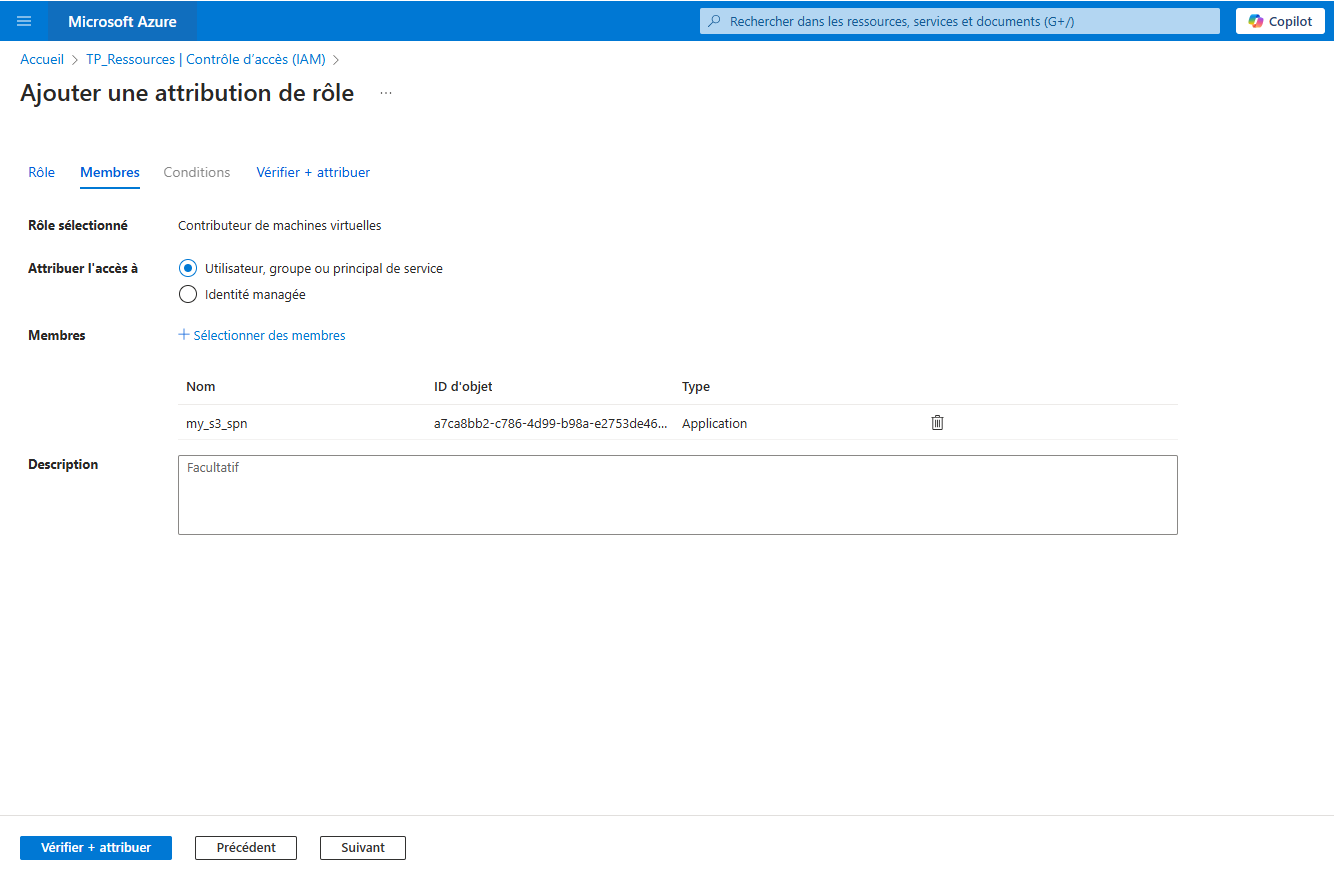 Microsoft Azure
Rechercher dans les ressources, services et documents (G+/)
Copilot
Accueil > TP_Ressources | Contrôle d’accès (IAM) >
Ajouter une attribution de rôle ...
Rôle Membres Conditions Vérifier + attribuer
Rôle sélectionné Contributeur de machines virtuelles
Attribuer l'accès à Utilisateur, groupe ou principal de service
Identité managée
Membres + Sélectionner des membres
Nom ID d'objet Type
my_s3_spn a7ca8bb2-c786-4d99-b98a-e2753de46... Application
Description Facultatif
Vérifier + attribuer Précédent Suivant